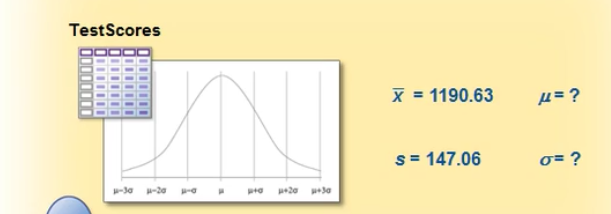 TestScores
x̄ = 1190.63 μ = ?
s = 147.06 σ = ?
μ−3σ μ−2σ μ−σ μ μ+σ μ+2σ μ+3σ